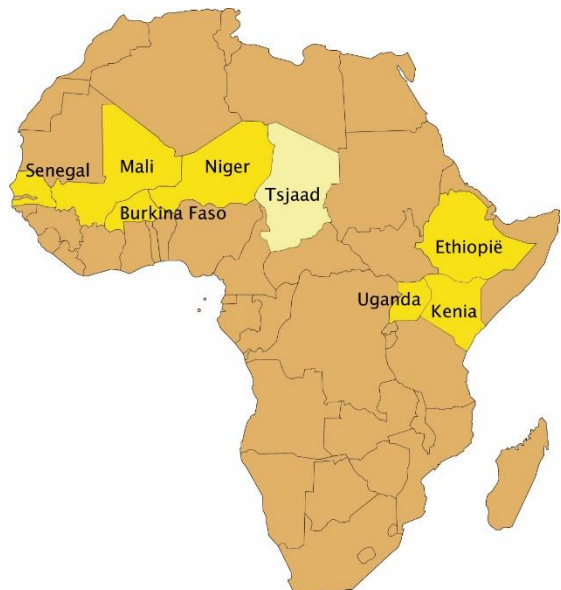 Senegal
Mali
Niger
Tsjaad
Burkina Faso
Ethiopië
Uganda
Kenia